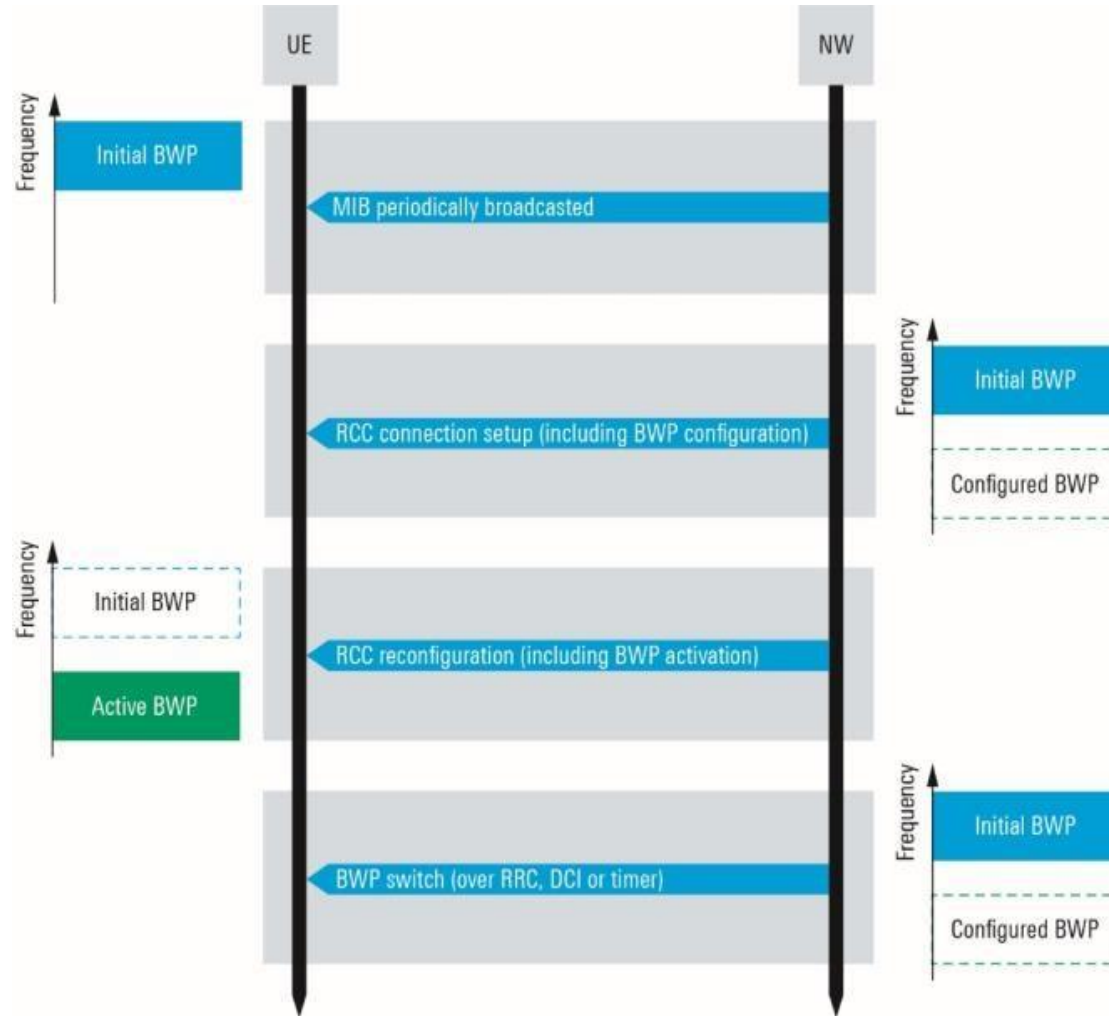 UE
NW
Frequency
Initial BWP
MIB periodically broadcasted
Frequency
Initial BWP
RCC connection setup (including BWP configuration)
Configured BWP
Frequency
Initial BWP
RCC reconfiguration (including BWP activation)
Active BWP
Frequency
Initial BWP
BWP switch (over RRC, DCI or timer)
Configured BWP